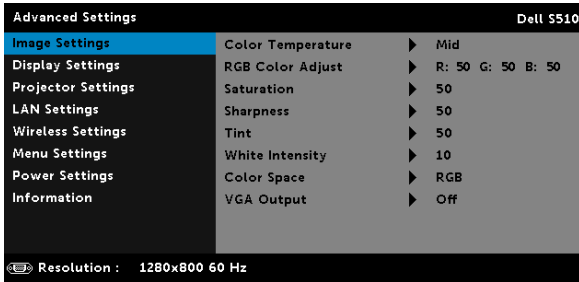 Advanced Settings Dell S510
Image Settings Color Temperature Mid
Display Settings RGB Color Adjust R: 50 G: 50 B: 50
Projector Settings Saturation 50
LAN Settings Sharpness 50
Wireless Settings Tint 50
Menu Settings White Intensity 10
Power Settings Color Space RGB
Information VGA Output Off
Resolution : 1280x800 60 Hz